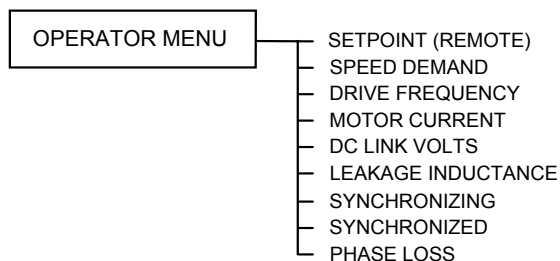 OPERATOR MENU
SETPOINT (REMOTE)
SPEED DEMAND
DRIVE FREQUENCY
MOTOR CURRENT
DC LINK VOLTS
LEAKAGE INDUCTANCE
SYNCHRONIZING
SYNCHRONIZED
PHASE LOSS